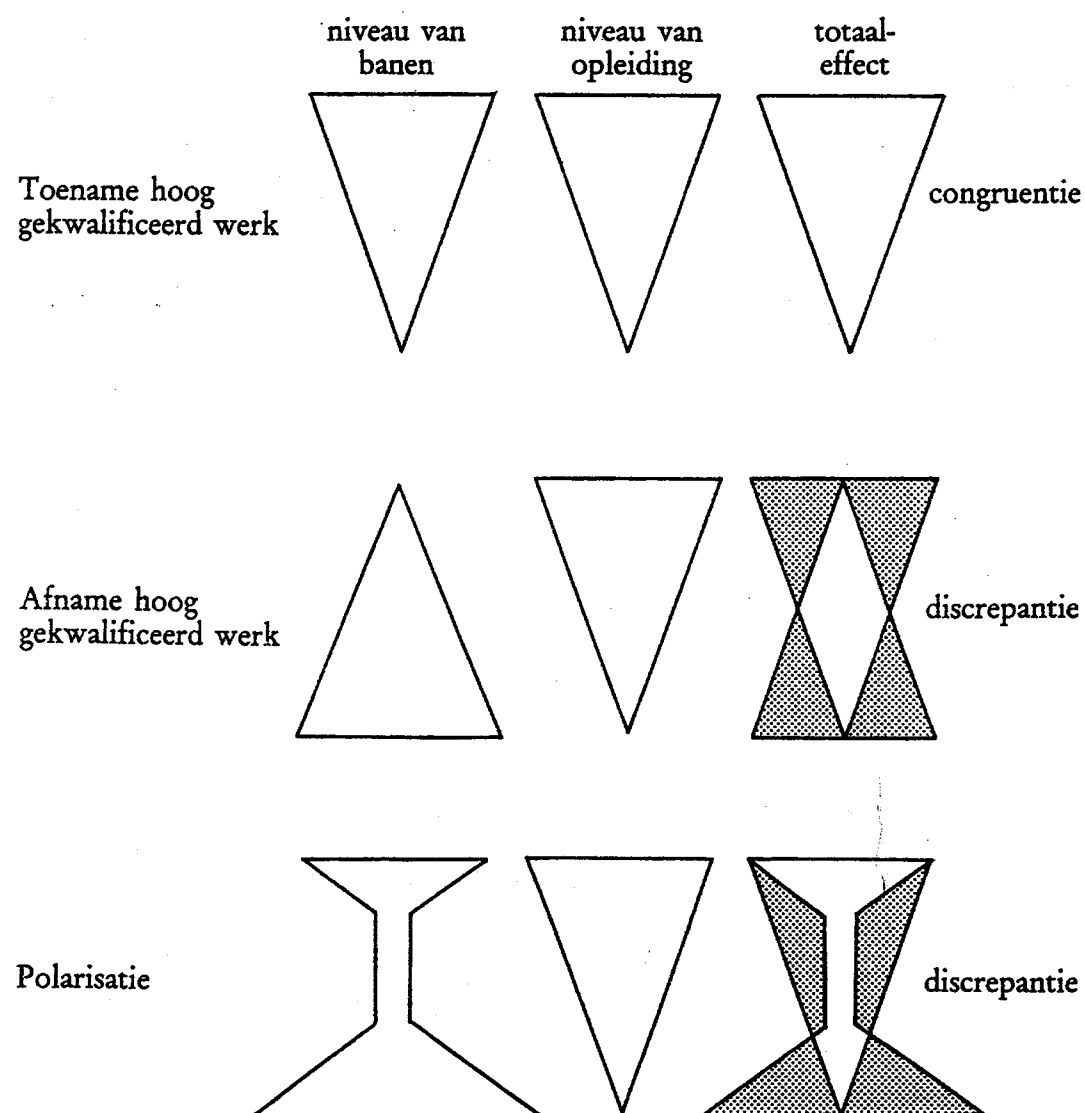 niveau van
banen
niveau van
opleiding
totaal-
effect
Toename hoog
gekwalificeerd werk
congruentie
Afname hoog
gekwalificeerd werk
discrepantie
Polarisatie
discrepantie